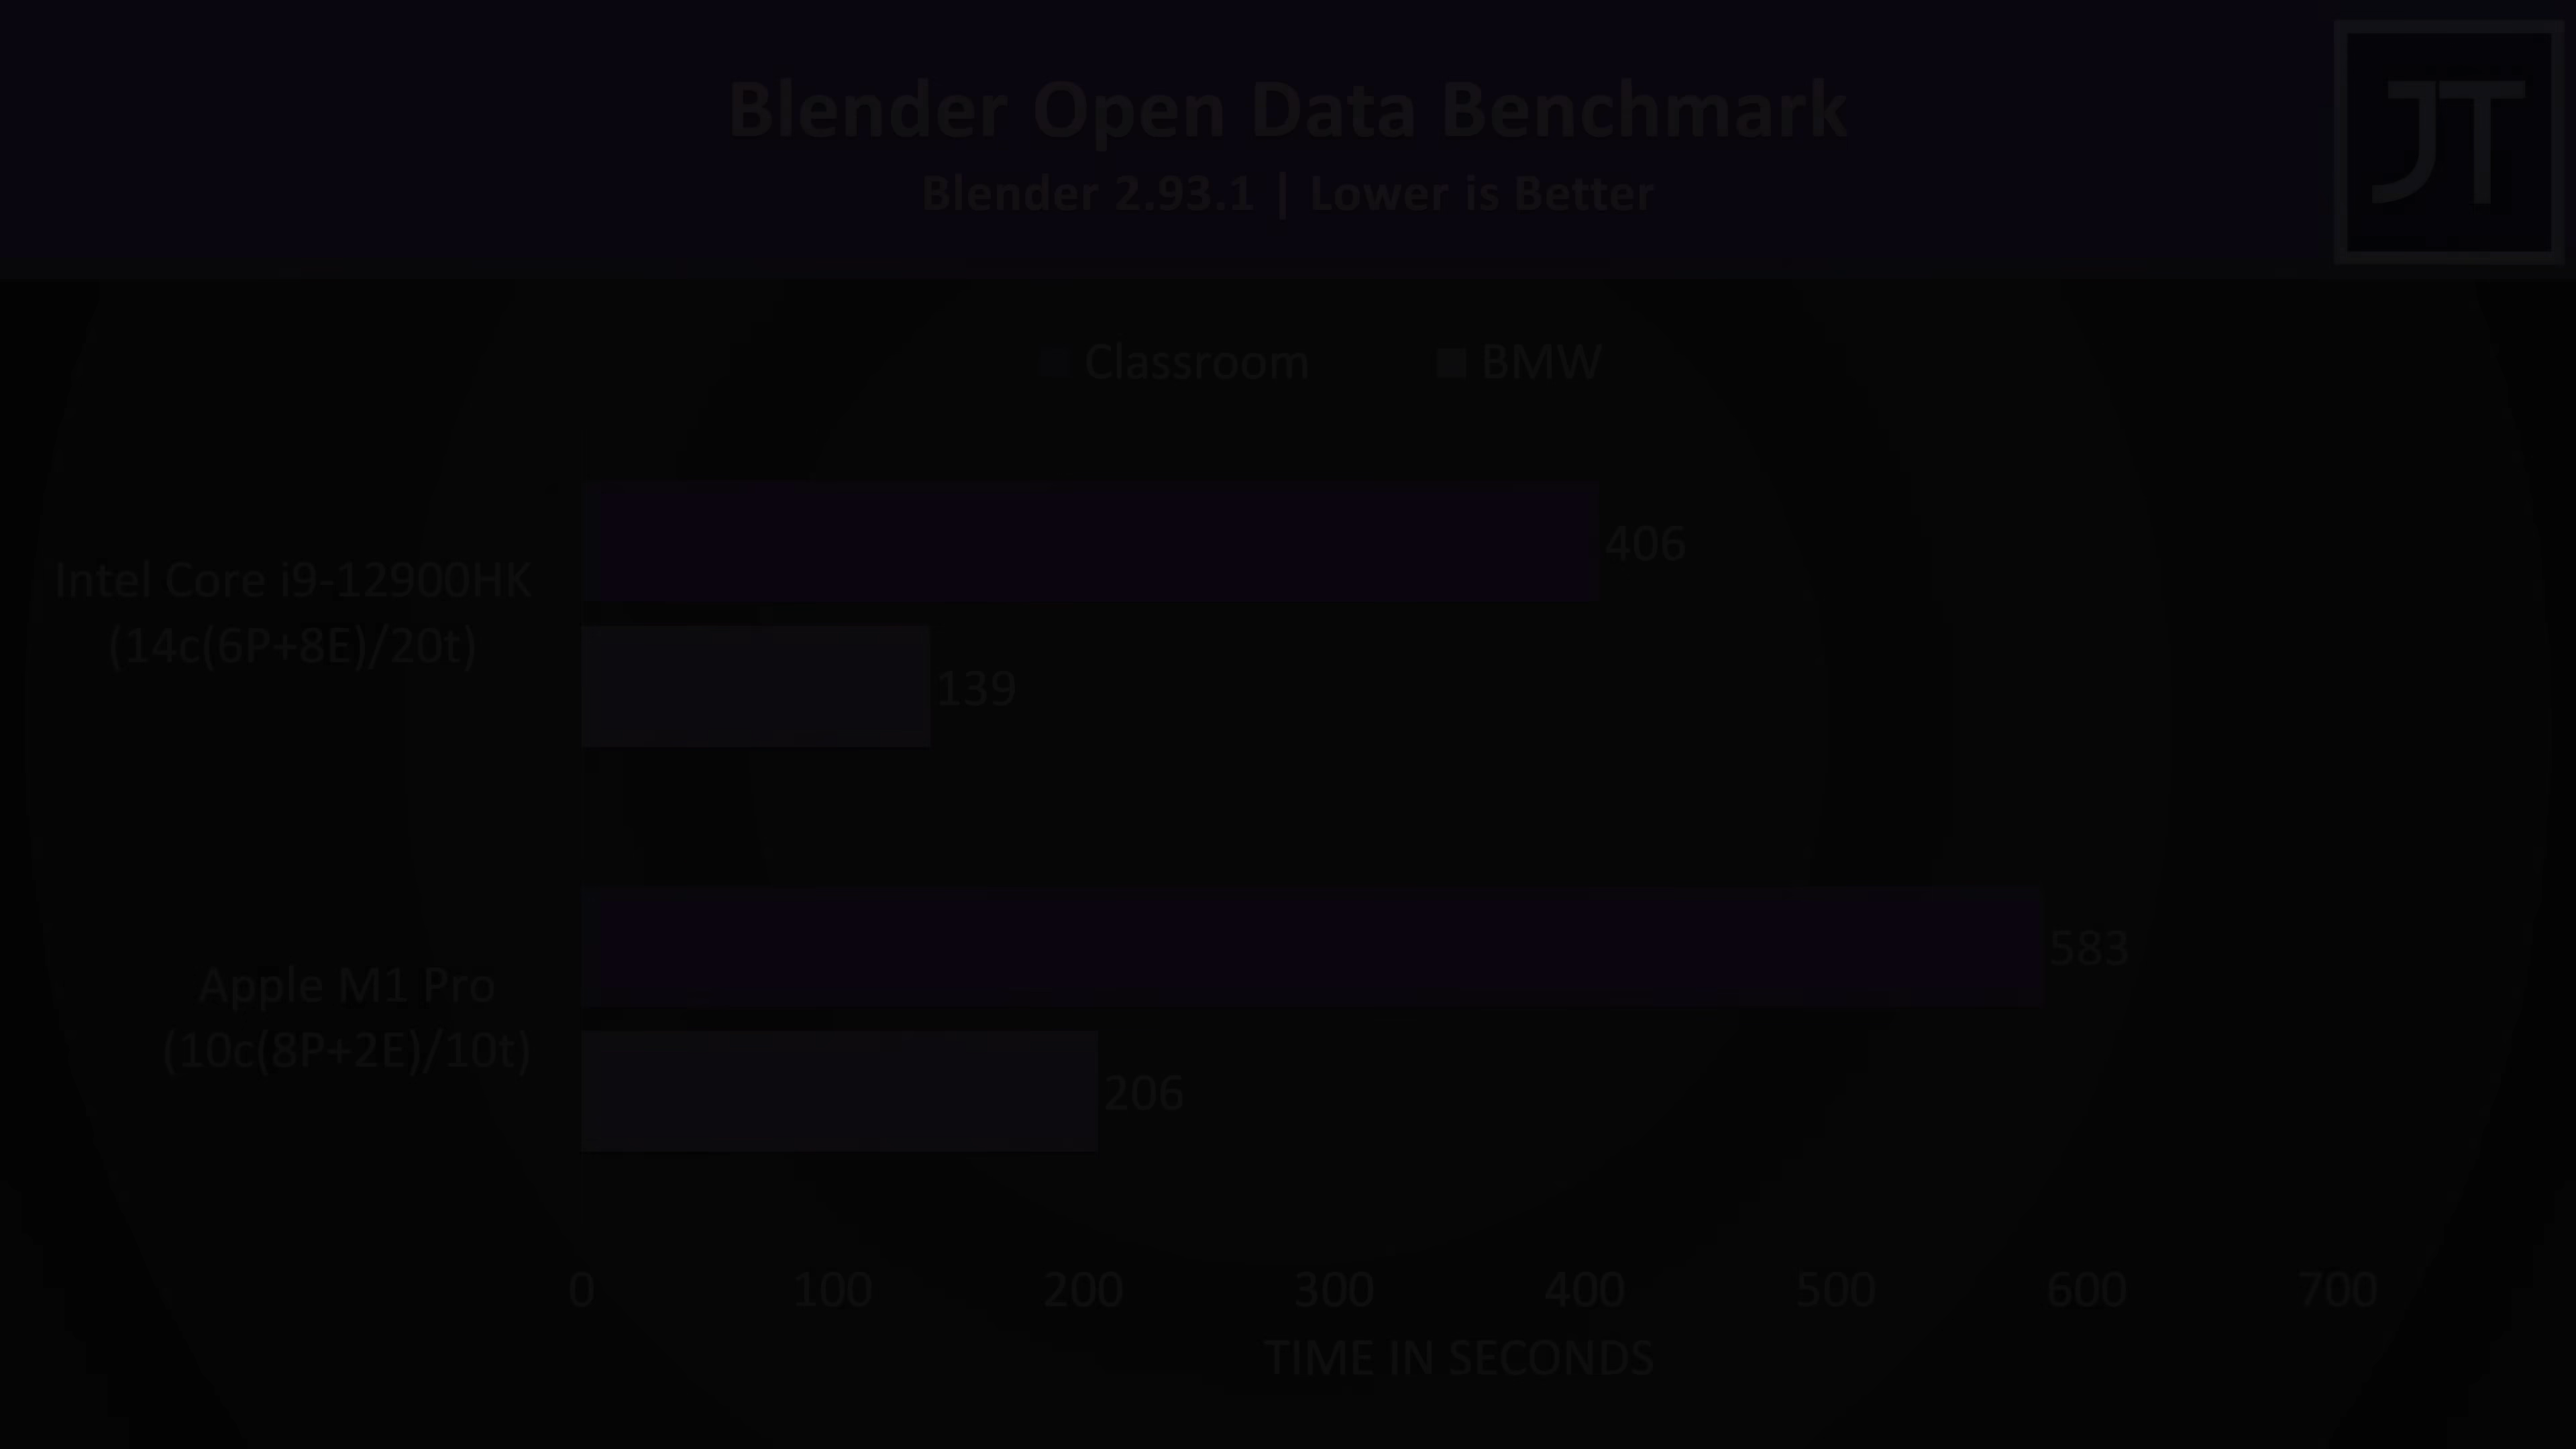 JT
Blender Open Data Benchmark
Blender 2.93.1 | Lower is Better
Classroom BMW
Intel Core i9-12900HK
(14c(6P+8E)/20t)
406
139
Apple M1 Pro
(10c(8P+2E)/10t)
583
206
0 100 200 300 400 500 600 700
TIME IN SECONDS